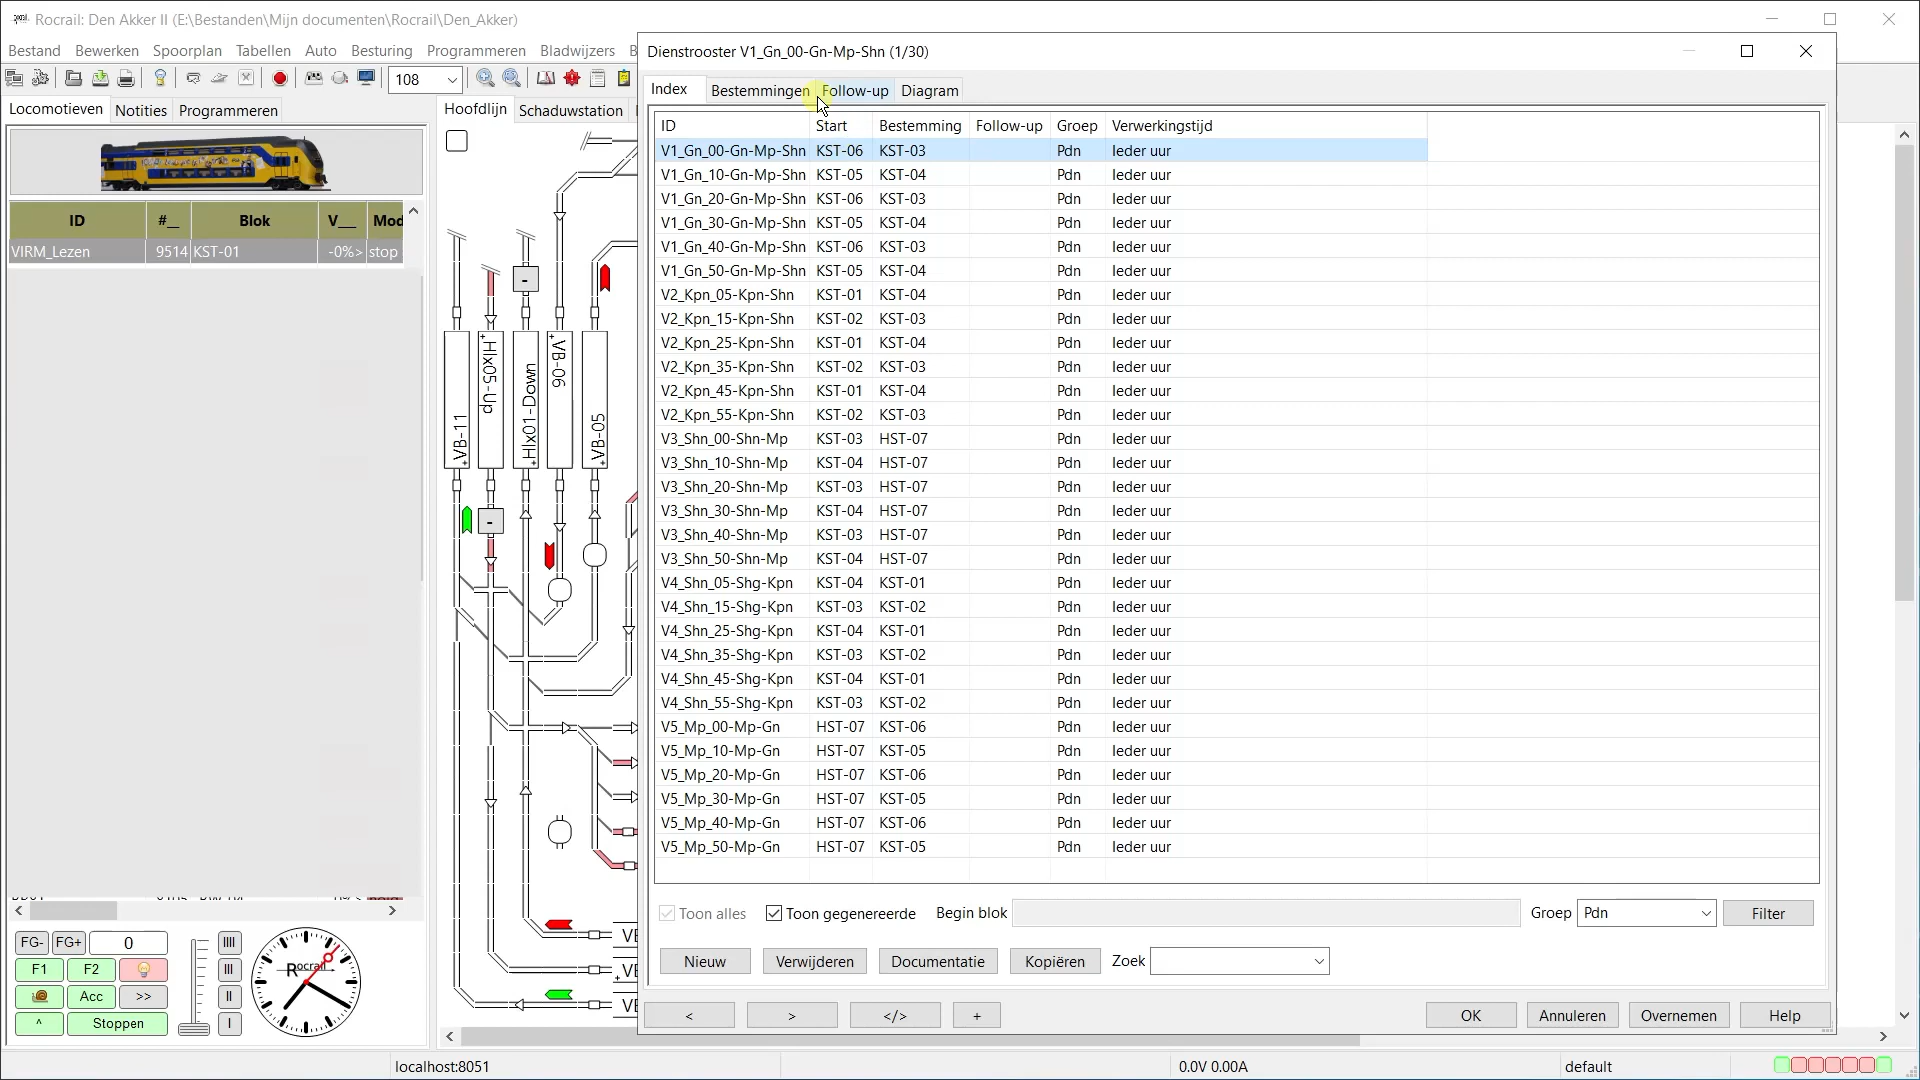 Rocrail: Den Akker II (E:\Bestanden\Mijn documenten\Rocrail\Den_Akker)
Bestand Bewerken Spoorplan Tabellen Auto Besturing Programmeren Bladwijzers B
108
Locomotieven Notities Programmeren
Hoofdlijn Schaduwstation
ID #__ Blok V___ Mod
VIRM_Lezen 9514 KST-01 -0%> stop
VB-11
+Hlx05-Up
Hlx01-Down+
+VB-06
VB-05+
-
-
VE
+VE
VE
FG- FG+ 0 IIII
F1 F2 III
Acc >> II
^ Stoppen I
Rocrail
Dienstrooster V1_Gn_00-Gn-Mp-Shn (1/30)
Index Bestemmingen Follow-up Diagram
ID Start Bestemming Follow-up Groep Verwerkingstijd
V1_Gn_00-Gn-Mp-Shn KST-06 KST-03 Pdn Ieder uur
V1_Gn_10-Gn-Mp-Shn KST-05 KST-04 Pdn Ieder uur
V1_Gn_20-Gn-Mp-Shn KST-06 KST-03 Pdn Ieder uur
V1_Gn_30-Gn-Mp-Shn KST-05 KST-04 Pdn Ieder uur
V1_Gn_40-Gn-Mp-Shn KST-06 KST-03 Pdn Ieder uur
V1_Gn_50-Gn-Mp-Shn KST-05 KST-04 Pdn Ieder uur
V2_Kpn_05-Kpn-Shn KST-01 KST-04 Pdn Ieder uur
V2_Kpn_15-Kpn-Shn KST-02 KST-03 Pdn Ieder uur
V2_Kpn_25-Kpn-Shn KST-01 KST-04 Pdn Ieder uur
V2_Kpn_35-Kpn-Shn KST-02 KST-03 Pdn Ieder uur
V2_Kpn_45-Kpn-Shn KST-01 KST-04 Pdn Ieder uur
V2_Kpn_55-Kpn-Shn KST-02 KST-03 Pdn Ieder uur
V3_Shn_00-Shn-Mp KST-03 HST-07 Pdn Ieder uur
V3_Shn_10-Shn-Mp KST-04 HST-07 Pdn Ieder uur
V3_Shn_20-Shn-Mp KST-03 HST-07 Pdn Ieder uur
V3_Shn_30-Shn-Mp KST-04 HST-07 Pdn Ieder uur
V3_Shn_40-Shn-Mp KST-03 HST-07 Pdn Ieder uur
V3_Shn_50-Shn-Mp KST-04 HST-07 Pdn Ieder uur
V4_Shn_05-Shg-Kpn KST-04 KST-01 Pdn Ieder uur
V4_Shn_15-Shg-Kpn KST-03 KST-02 Pdn Ieder uur
V4_Shn_25-Shg-Kpn KST-04 KST-01 Pdn Ieder uur
V4_Shn_35-Shg-Kpn KST-03 KST-02 Pdn Ieder uur
V4_Shn_45-Shg-Kpn KST-04 KST-01 Pdn Ieder uur
V4_Shn_55-Shg-Kpn KST-03 KST-02 Pdn Ieder uur
V5_Mp_00-Mp-Gn HST-07 KST-06 Pdn Ieder uur
V5_Mp_10-Mp-Gn HST-07 KST-05 Pdn Ieder uur
V5_Mp_20-Mp-Gn HST-07 KST-06 Pdn Ieder uur
V5_Mp_30-Mp-Gn HST-07 KST-05 Pdn Ieder uur
V5_Mp_40-Mp-Gn HST-07 KST-06 Pdn Ieder uur
V5_Mp_50-Mp-Gn HST-07 KST-05 Pdn Ieder uur
Toon alles Toon gegenereerde Begin blok Groep Pdn Filter
Nieuw Verwijderen Documentatie Kopiëren Zoek
< > </> + OK Annuleren Overnemen Help
localhost:8051 0.0V 0.00A default